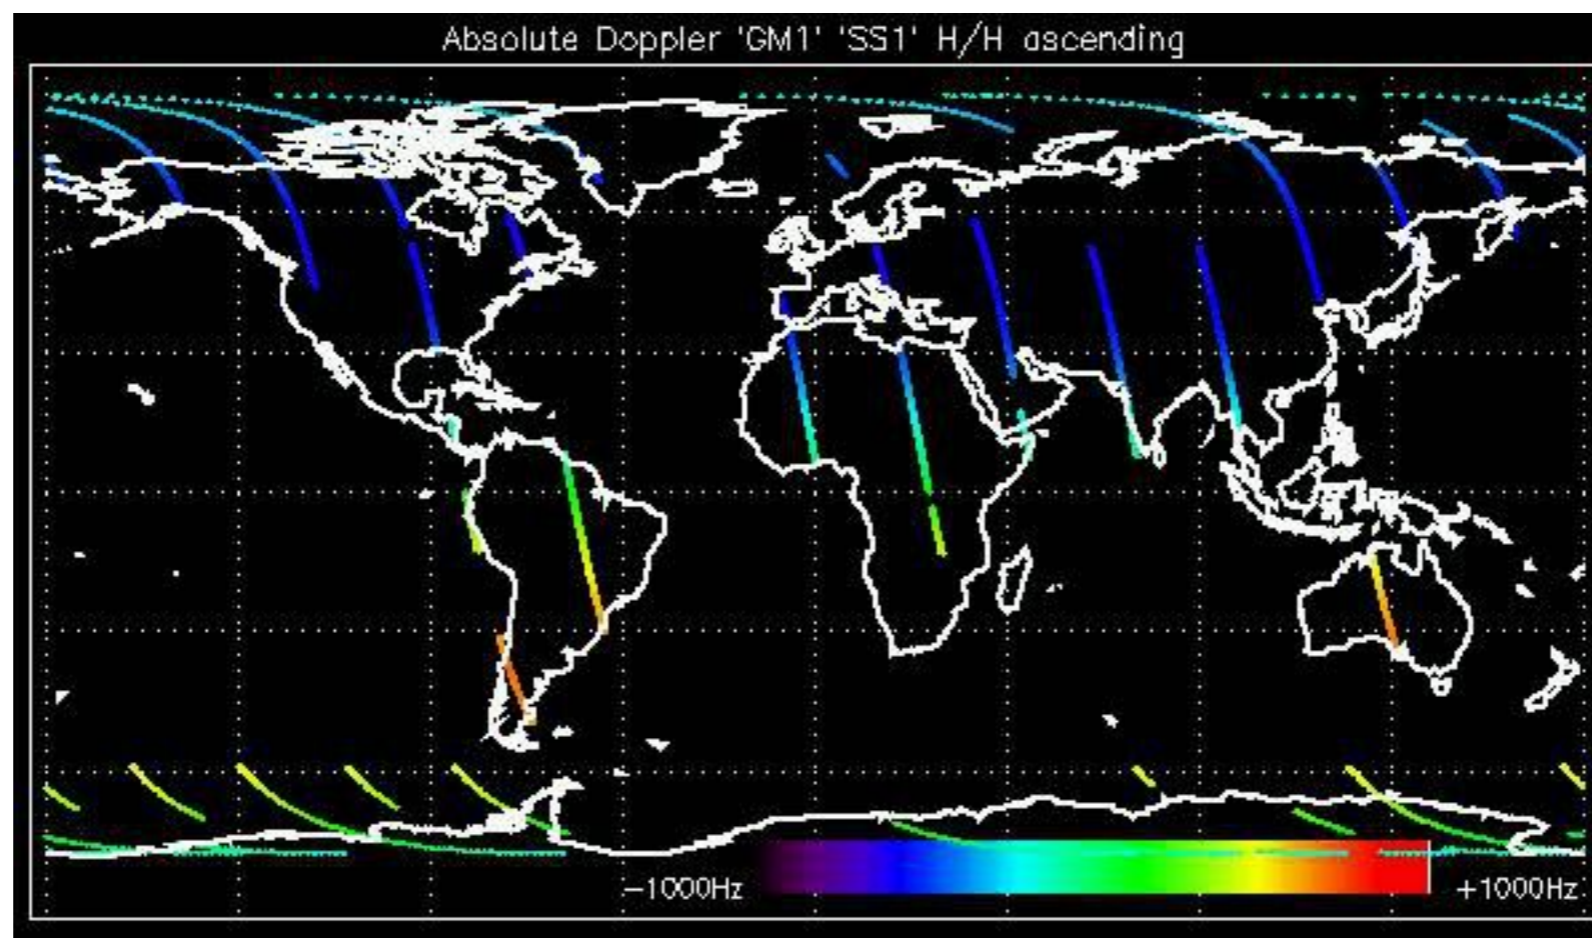 Absolute Doppler 'GM1' 'SS1' H/H ascending
−1000Hz
+1000Hz